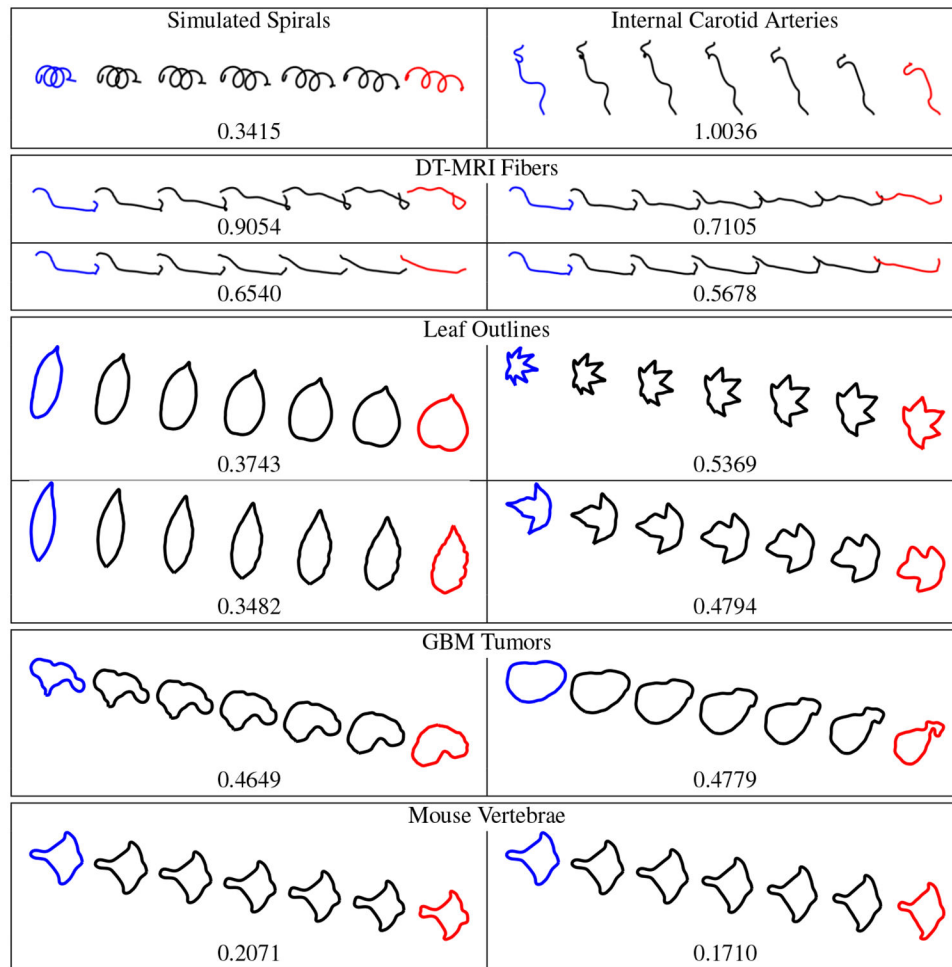 Simulated Spirals
Internal Carotid Arteries
0.3415
1.0036
DT-MRI Fibers
0.9054
0.7105
0.6540
0.5678
Leaf Outlines
0.3743
0.5369
0.3482
0.4794
GBM Tumors
0.4649
0.4779
Mouse Vertebrae
0.2071
0.1710